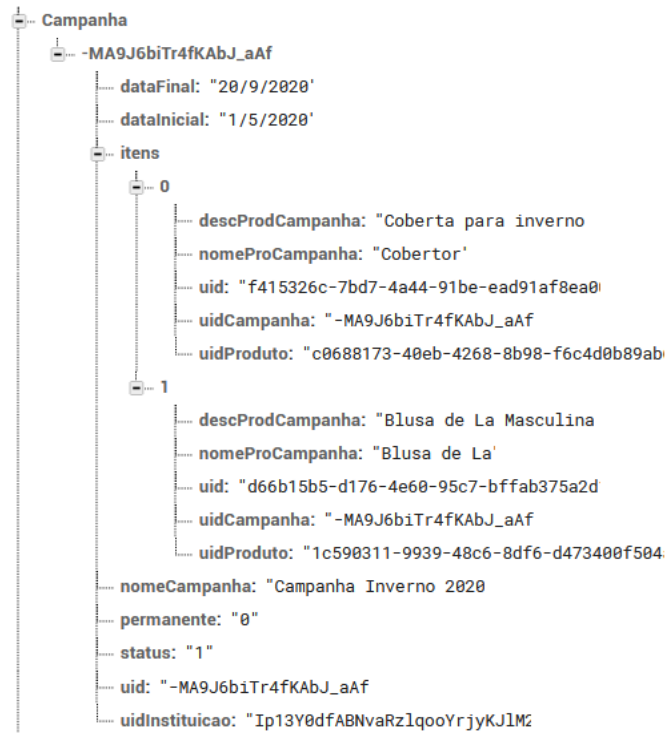 Campanha
-MA9J6biTr4fKAbJ_aAf
dataFinal: "20/9/2020'
dataInicial: "1/5/2020'
itens
0
descProdCampanha: "Coberta para inverno
nomeProCampanha: "Cobertor'
uid: "f415326c-7bd7-4a44-91be-ead91af8ea0
uidCampanha: "-MA9J6biTr4fKAbJ_aAf
uidProduto: "c0688173-40eb-4268-8b98-f6c4d0b89ab
1
descProdCampanha: "Blusa de La Masculina
nomeProCampanha: "Blusa de La'
uid: "d66b15b5-d176-4e60-95c7-bffab375a2d
uidCampanha: "-MA9J6biTr4fKAbJ_aAf
uidProduto: "1c590311-9939-48c6-8df6-d473400f504
nomeCampanha: "Campanha Inverno 2020
permanente: "0"
status: "1"
uid: "-MA9J6biTr4fKAbJ_aAf
uidInstituicao: "Ip13Y0dfABNvaRzlqooYrjyKJlM2